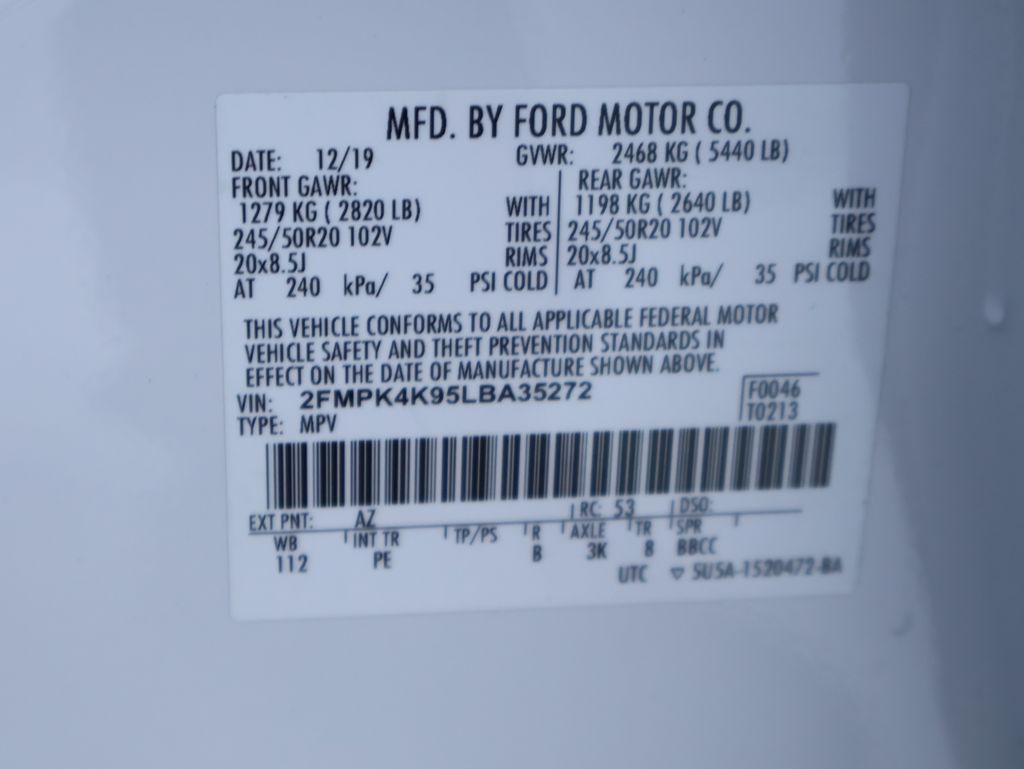 MFD. BY FORD MOTOR CO.
DATE: 12/19 GVWR: 2468 KG ( 5440 LB)
FRONT GAWR: REAR GAWR:
1279 KG ( 2820 LB) WITH 1198 KG ( 2640 LB) WITH
245/50R20 102V TIRES 245/50R20 102V TIRES
20x8.5J RIMS 20x8.5J RIMS
AT 240 kPa/ 35 PSI COLD AT 240 kPa/ 35 PSI COLD
THIS VEHICLE CONFORMS TO ALL APPLICABLE FEDERAL MOTOR
VEHICLE SAFETY AND THEFT PREVENTION STANDARDS IN
EFFECT ON THE DATE OF MANUFACTURE SHOWN ABOVE.
VIN: 2FMPK4K95LBA35272 F0046
TYPE: MPV T0213
EXT PNT: AZ RC: 53 DSO:
WB INT TR TP/PS R AXLE TR SPR
112 PE B 3K 8 BBCC
UTC ▽ 5U5A-1520472-BA